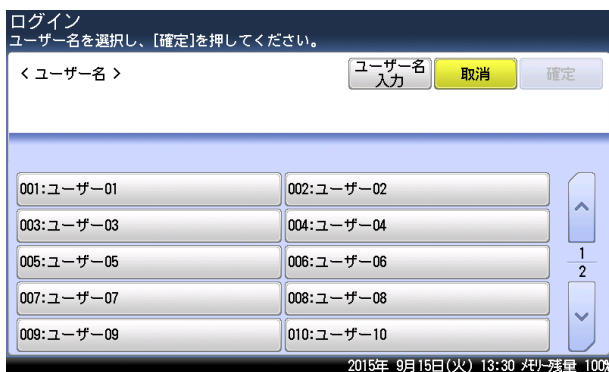 ログイン
ユーザー名を選択し、[確定]を押してください。
< ユーザー名 >
ユーザー名
入力
取消
確定
001:ユーザー01
002:ユーザー02
003:ユーザー03
004:ユーザー04
005:ユーザー05
006:ユーザー06
007:ユーザー07
008:ユーザー08
009:ユーザー09
010:ユーザー10
1
2
2015年 9月15日(火) 13:30 メモリー残量 100%